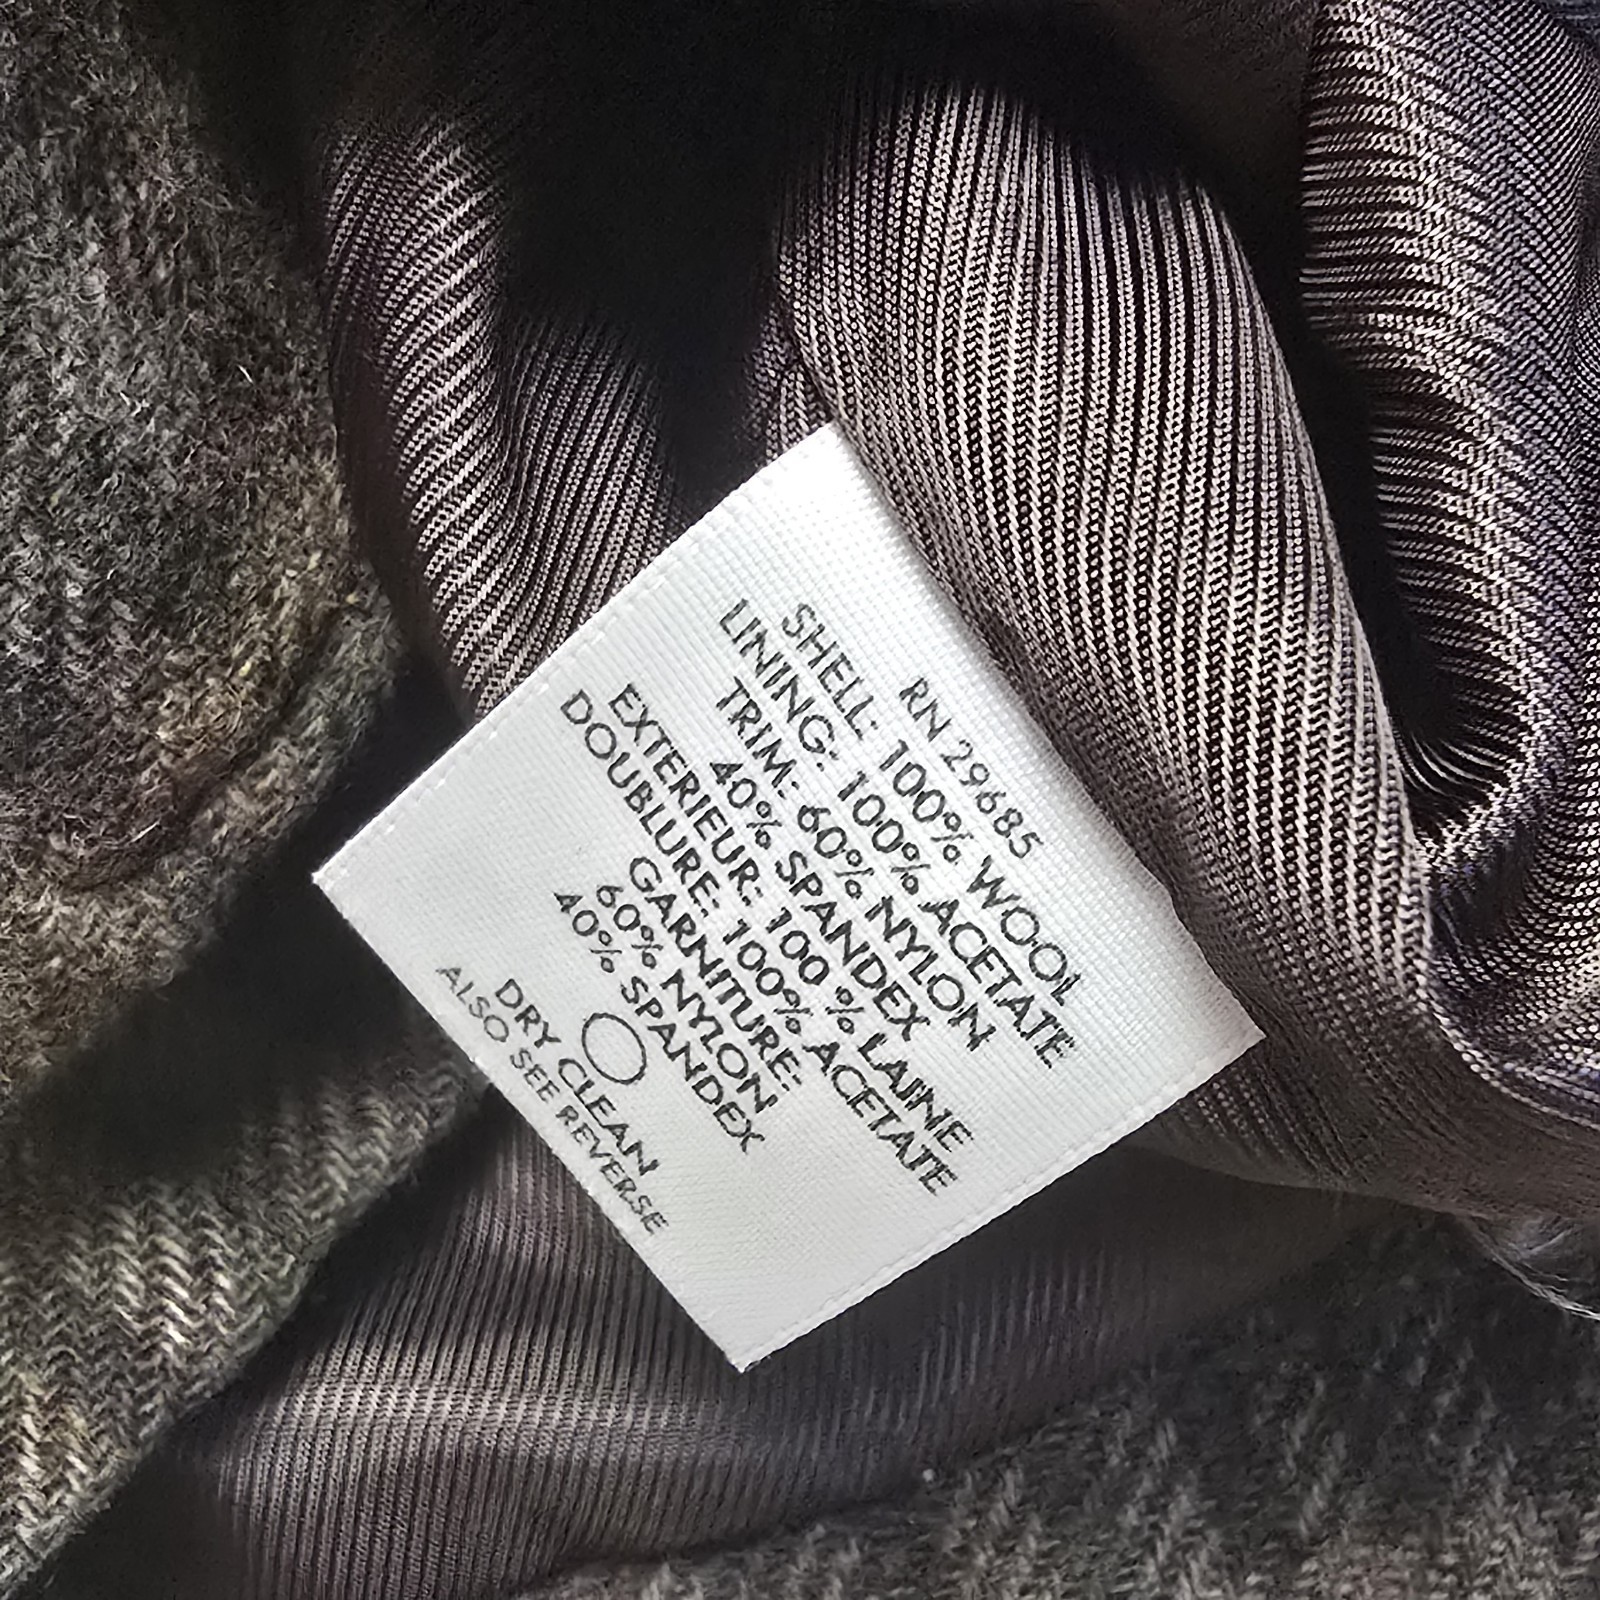 RN 29685
SHELL: 100% WOOL
LINING: 100% ACETATE
TRIM: 60% NYLON
40% SPANDEX
EXTERIEUR: 100 % LAINE
DOUBLURE: 100% ACETATE
GARNITURE:
60% NYLON
40% SPANDEX
DRY CLEAN
ALSO SEE REVERSE